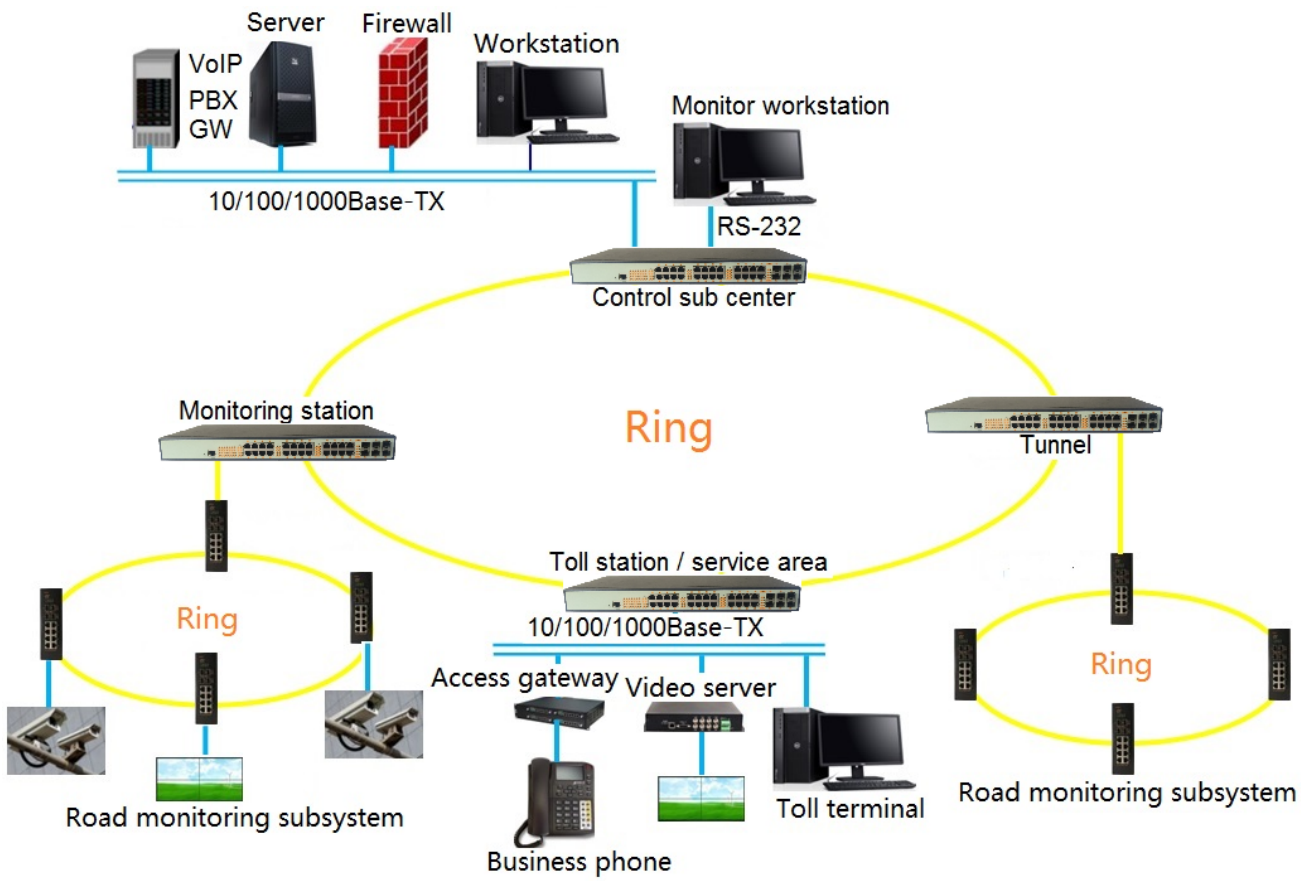 Server
Firewall
Workstation
VoIP
PBX
GW
Monitor workstation
10/100/1000Base-TX
RS-232
Control sub center
Monitoring station
Ring
Tunnel
Toll station / service area
Ring
10/100/1000Base-TX
Ring
Access gateway
Video server
Road monitoring subsystem
Toll terminal
Road monitoring subsystem
Business phone